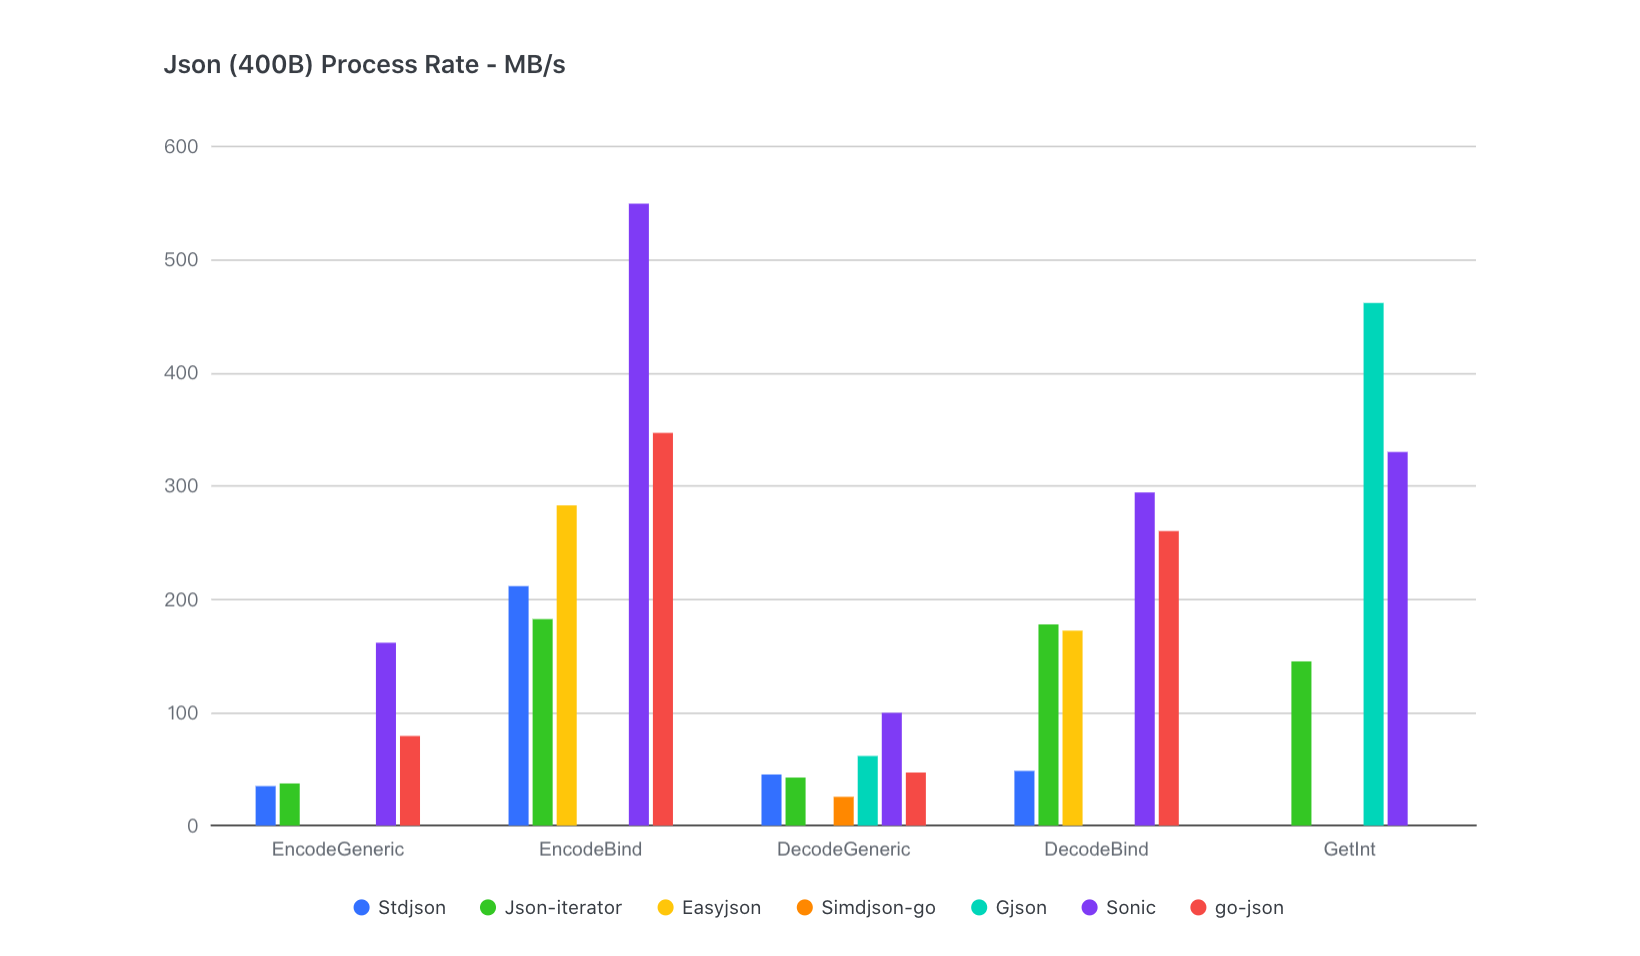 Json (400B) Process Rate - MB/s
600
500
400
300
200
100
0
EncodeGeneric EncodeBind DecodeGeneric DecodeBind GetInt
Stdjson Json-iterator Easyjson Simdjson-go Gjson Sonic go-json